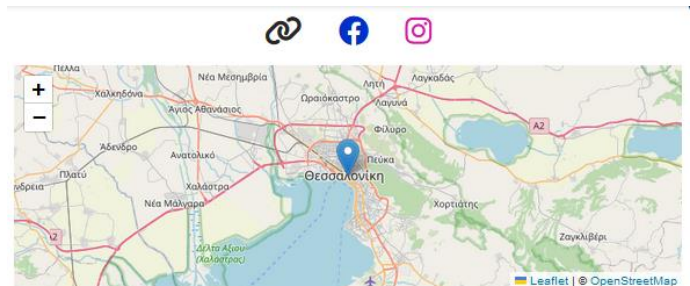 Πέλλα
Νέα Μεσημβρία
Λητή
Λαγκαδάς
+
Χαλκηδόνα
Ωραιόκαστρο
Λαγυνά
Άγιος Αθανάσιος
−
Φίλυρο
A2
Άδενδρο
Ανατολικό
Πεύκα
Πλατύ
Θεσσαλονίκη
Χαλάστρα
Νέα Μάλγαρα
Χορτιάτης
A2
Δέλτα Αξιού
(Χαλάστρας)
Ζαγκλιβέρι
Leaflet | © OpenStreetMap